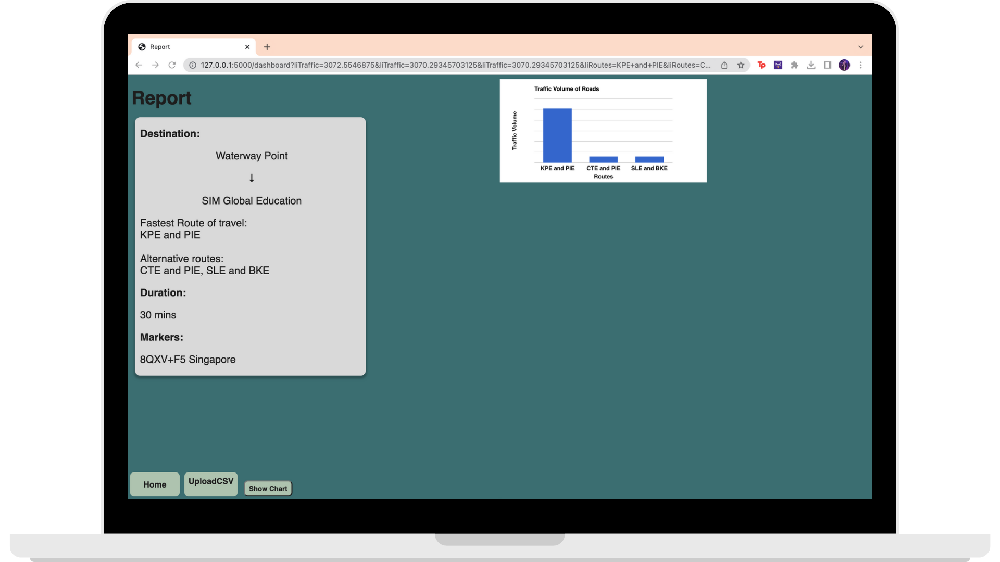 Report
127.0.0.1:5000/dashboard?liTraffic=3072.5546875&liTraffic=3070.29345703125&liTraffic=3070.29345703125&liRoutes=KPE+and+PIE&liRoutes=C...
Tp
Report
Destination:
Waterway Point
↓
SIM Global Education
Fastest Route of travel:
KPE and PIE
Alternative routes:
CTE and PIE, SLE and BKE
Duration:
30 mins
Markers:
8QXV+F5 Singapore
Traffic Volume of Roads
Traffic Volume
KPE and PIE CTE and PIE SLE and BKE
Routes
Home
UploadCSV
Show Chart